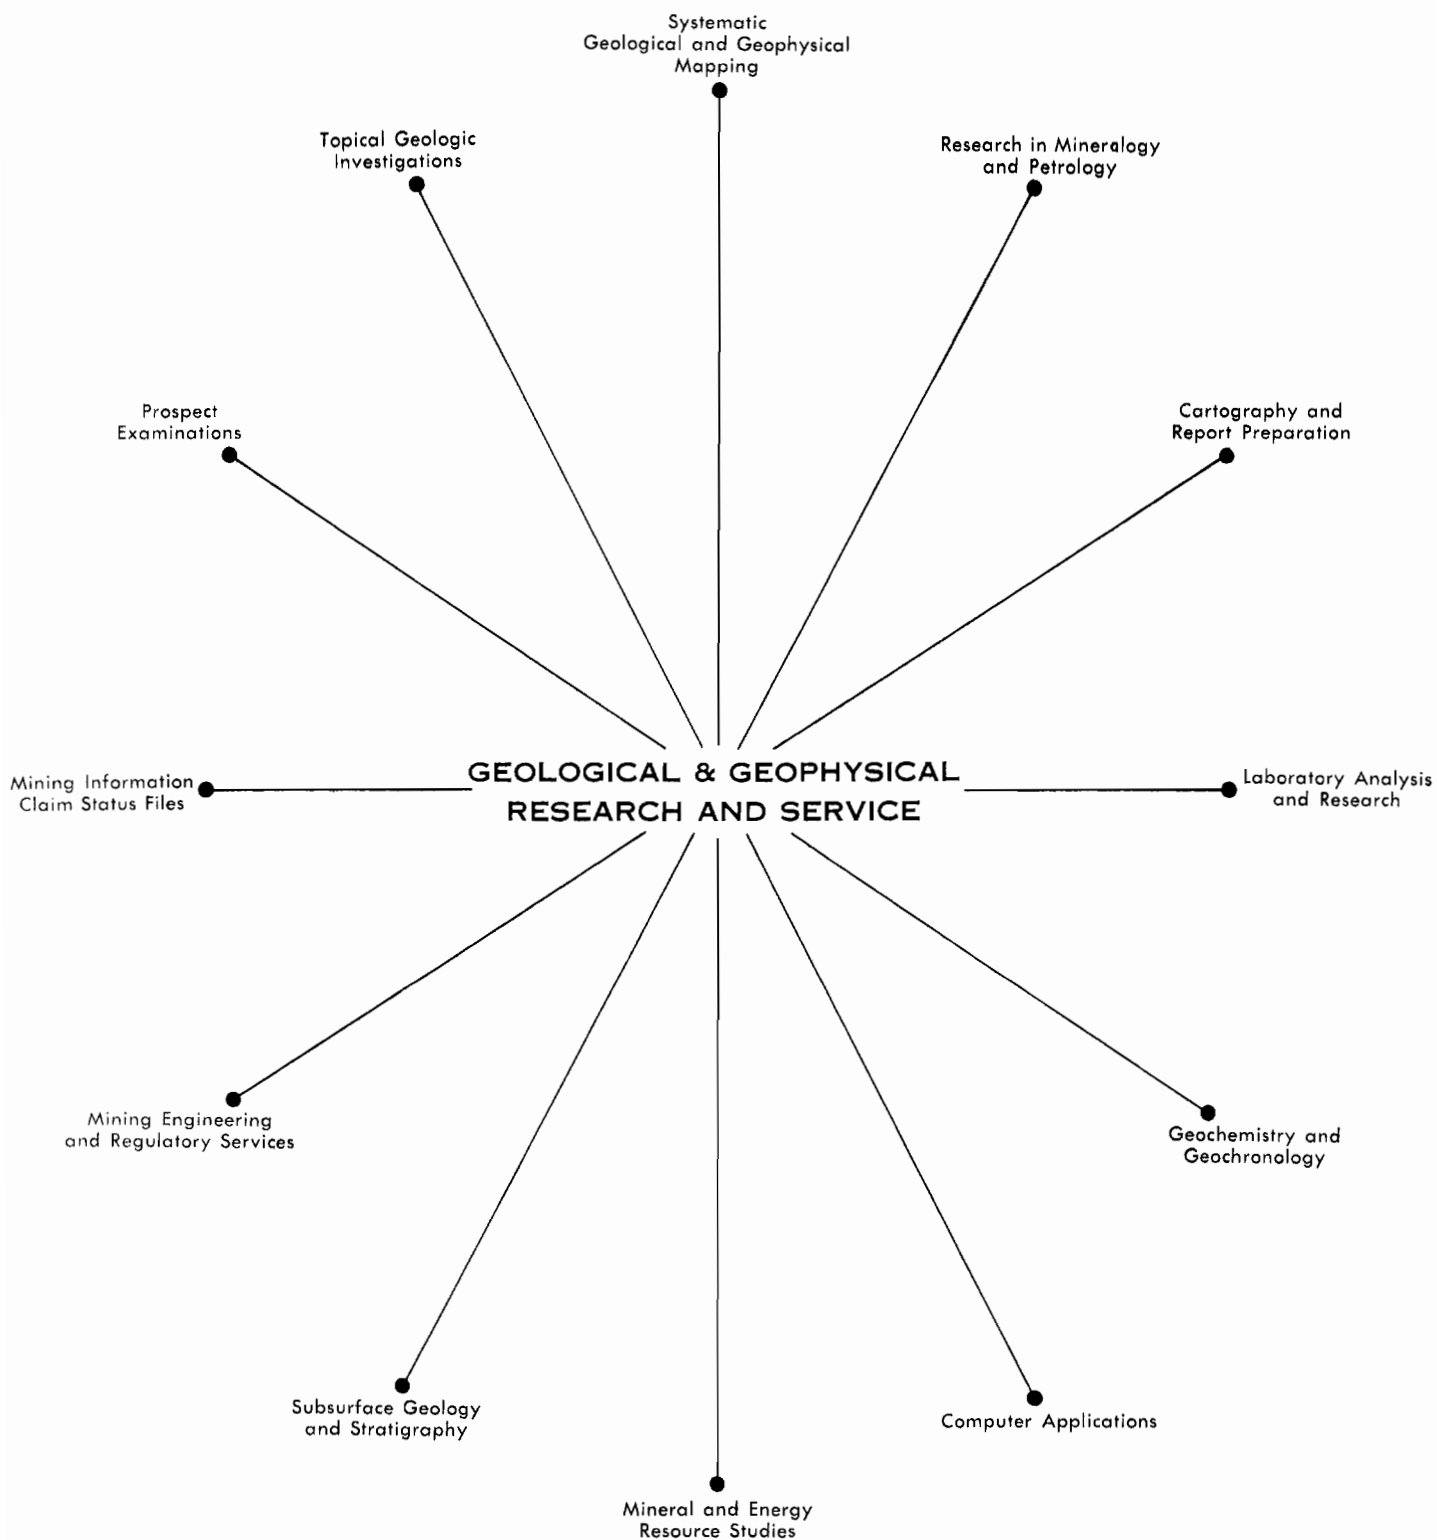 Systematic
Geological and Geophysical
Mapping
Topical Geologic
Investigations
Research in Mineralogy
and Petrology
Prospect
Examinations
Cartography and
Report Preparation
GEOLOGICAL & GEOPHYSICAL
RESEARCH AND SERVICE
Mining Information
Claim Status Files
Laboratory Analysis
and Research
Mining Engineering
and Regulatory Services
Geochemistry and
Geochronology
Subsurface Geology
and Stratigraphy
Computer Applications
Mineral and Energy
Resource Studies